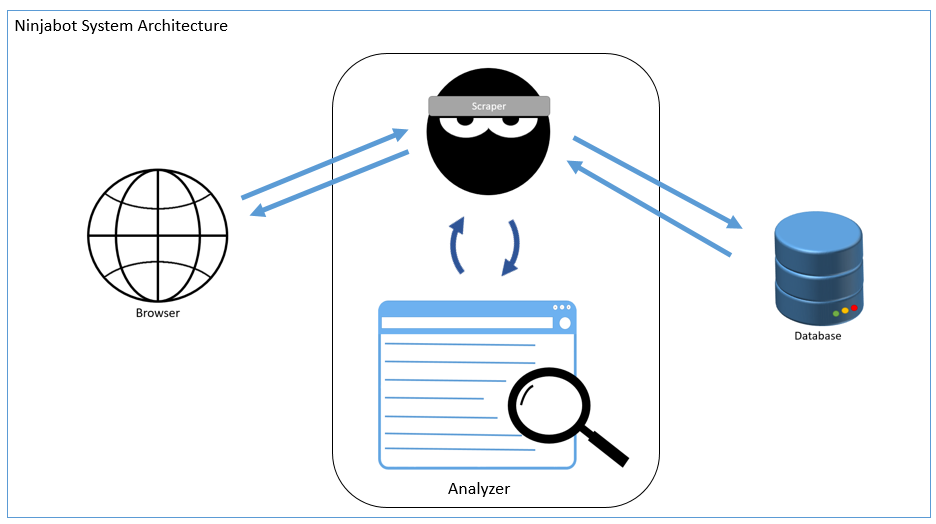 Ninjabot System Architecture
Scraper
Browser
Database
Analyzer